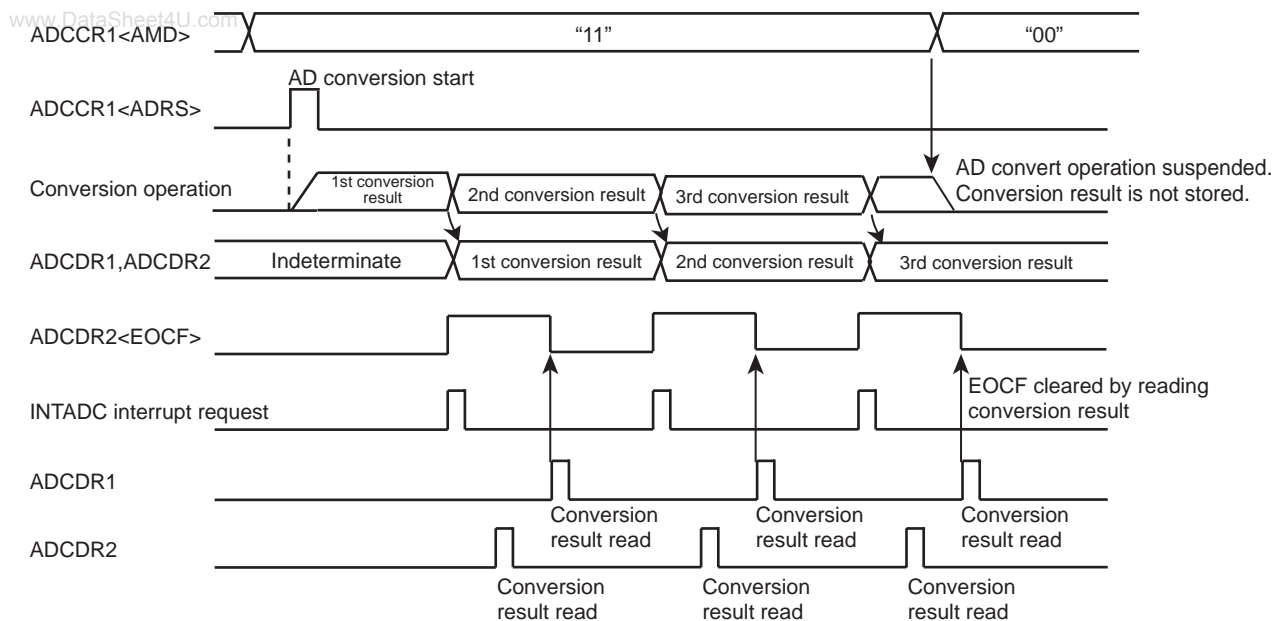 www.DataSheet4U.com
ADCCR1<AMD>
“11”
“00”
AD conversion start
ADCCR1<ADRS>
Conversion operation
1st conversion
result
2nd conversion result
3rd conversion result
AD convert operation suspended.
Conversion result is not stored.
ADCDR1,ADCDR2
Indeterminate
1st conversion result
2nd conversion result
3rd conversion result
ADCDR2<EOCF>
EOCF cleared by reading
conversion result
INTADC interrupt request
ADCDR1
Conversion
result read
Conversion
result read
Conversion
result read
ADCDR2
Conversion
result read
Conversion
result read
Conversion
result read